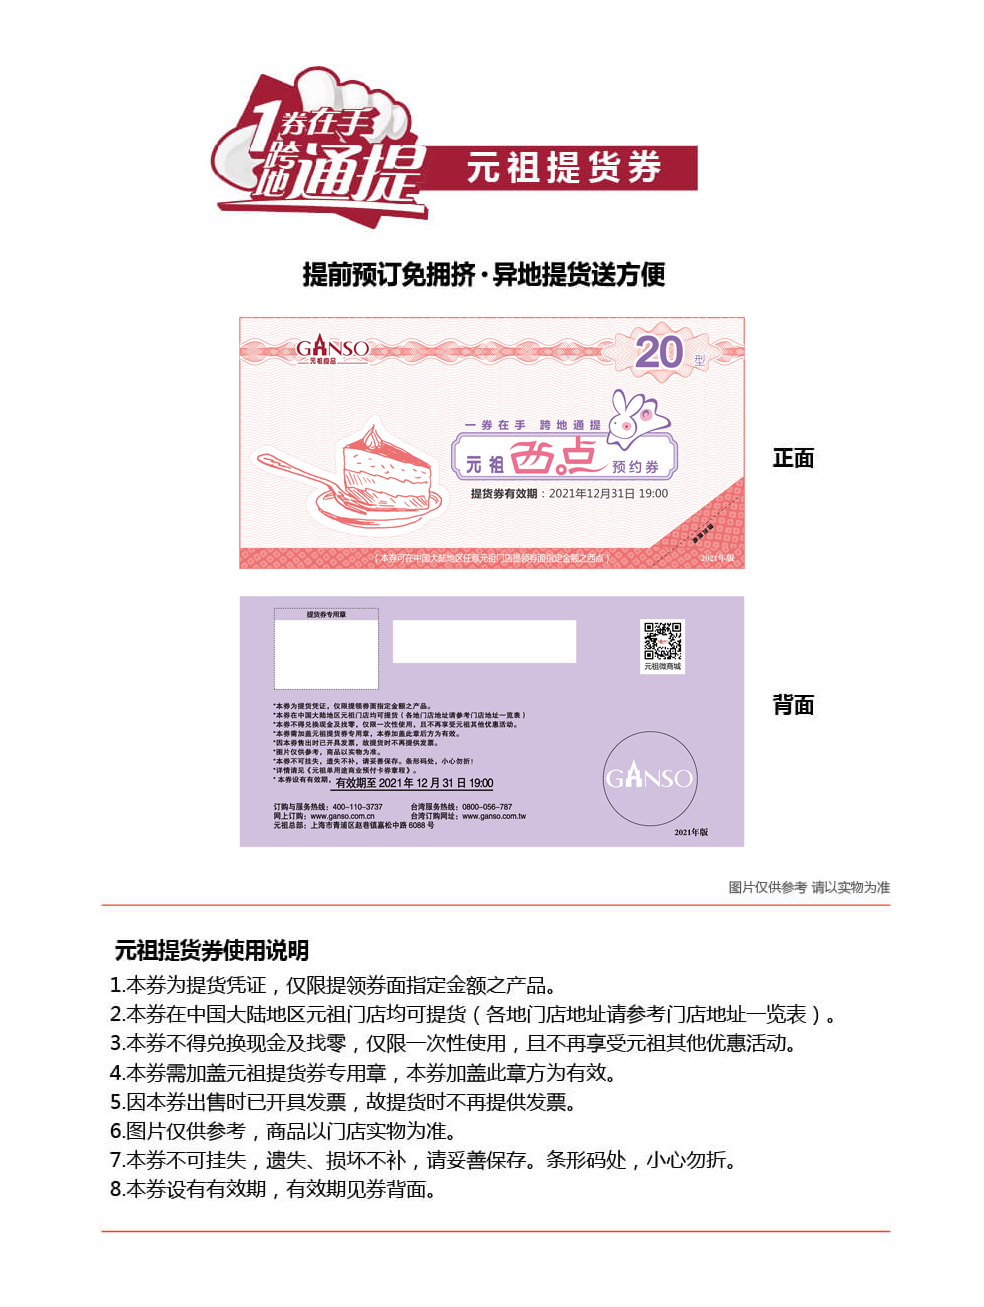 1券在手
跨地通提
元祖提货券
提前预订免拥挤·异地提货送方便
GANSO
元祖食品
20型
一券在手 跨地通提
元祖西点预约券
提货券有效期：2021年12月31日 19:00
（本券可在中国大陆地区任意元祖门店提领券面指定金额之西点）
2021年版
正面
提货券专用章
元祖微商城
*本券为提货凭证，仅限提领券面指定金额之产品。
*本券在中国大陆地区元祖门店均可提货（各地门店地址请参考门店地址一览表）
*本券不得兑换现金及找零，仅限一次性使用，且不再享受元祖其他优惠活动。
*本券需加盖元祖提货券专用章，本券加盖此章后方为有效。
*因本券售出时已开具发票，故提货时不再提供发票。
*图片仅供参考，商品以实物为准。
*本券不可挂失，遗失不补，请妥善保存。条形码处，小心勿折！
*详情请见《元祖单用途商业预付卡券章程》。
*本券设有有效期，有效期至 2021 年 12 月 31 日 19:00
订购与服务热线：400-110-3737 台湾服务热线：0800-056-787
网上订购：www.ganso.com.cn 台湾订购网址：www.ganso.com.tw
元祖总部：上海市青浦区赵巷镇嘉松中路 6088 号
GANSO
2021年版
背面
图片仅供参考 请以实物为准
元祖提货券使用说明
1.本券为提货凭证，仅限提领券面指定金额之产品。
2.本券在中国大陆地区元祖门店均可提货（各地门店地址请参考门店地址一览表）。
3.本券不得兑换现金及找零，仅限一次性使用，且不再享受元祖其他优惠活动。
4.本券需加盖元祖提货券专用章，本券加盖此章方为有效。
5.因本券出售时已开具发票，故提货时不再提供发票。
6.图片仅供参考，商品以门店实物为准。
7.本券不可挂失，遗失、损坏不补，请妥善保存。条形码处，小心勿折。
8.本券设有有效期，有效期见券背面。